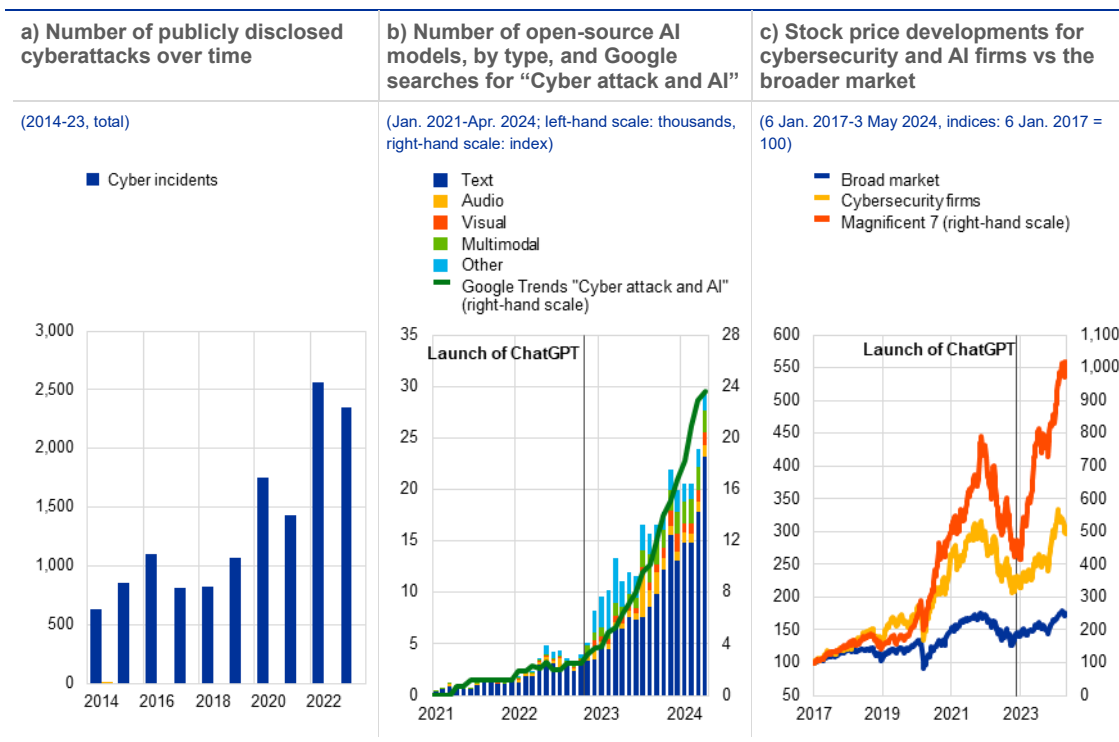 a) Number of publicly disclosed
cyberattacks over time
(2014-23, total)
Cyber incidents
3,000
2,500
2,000
1,500
1,000
500
0
2014 2016 2018 2020 2022
b) Number of open-source AI
models, by type, and Google
searches for “Cyber attack and AI”
(Jan. 2021-Apr. 2024; left-hand scale: thousands,
right-hand scale: index)
Text
Audio
Visual
Multimodal
Other
Google Trends "Cyber attack and AI"
(right-hand scale)
Launch of ChatGPT
35 28
30 24
25 20
20 16
15 12
10 8
5 4
0 0
2021 2022 2023 2024
c) Stock price developments for
cybersecurity and AI firms vs the
broader market
(6 Jan. 2017-3 May 2024, indices: 6 Jan. 2017 =
100)
Broad market
Cybersecurity firms
Magnificent 7 (right-hand scale)
Launch of ChatGPT
600 1,100
550 1,000
500 900
450 800
400 700
350 600
300 500
250 400
200 300
150 200
100 100
50 0
2017 2019 2021 2023